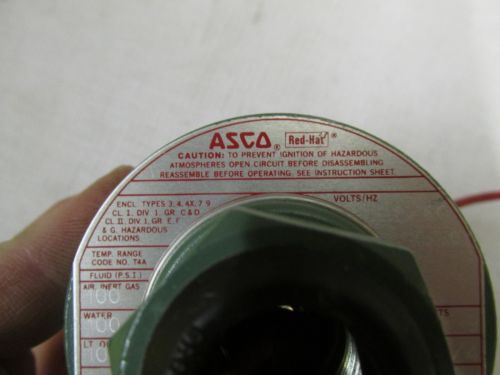 ASCO® Red-Hat®
CAUTION: TO PREVENT IGNITION OF HAZARDOUS
ATMOSPHERES OPEN CIRCUIT BEFORE DISASSEMBLING
REASSEMBLE BEFORE OPERATING. SEE INSTRUCTION SHEET.
ENCL. TYPES 3, 4, 4X, 7, 9
CL. I, DIV. 1, GR. C & D
CL. II, DIV. 1, GR. E, F
& G, HAZARDOUS
LOCATIONS
VOLTS/HZ
TEMP. RANGE
CODE NO. T4A
FLUID (P.S.I.)
AIR, INERT GAS
100
WATER
100
LT.